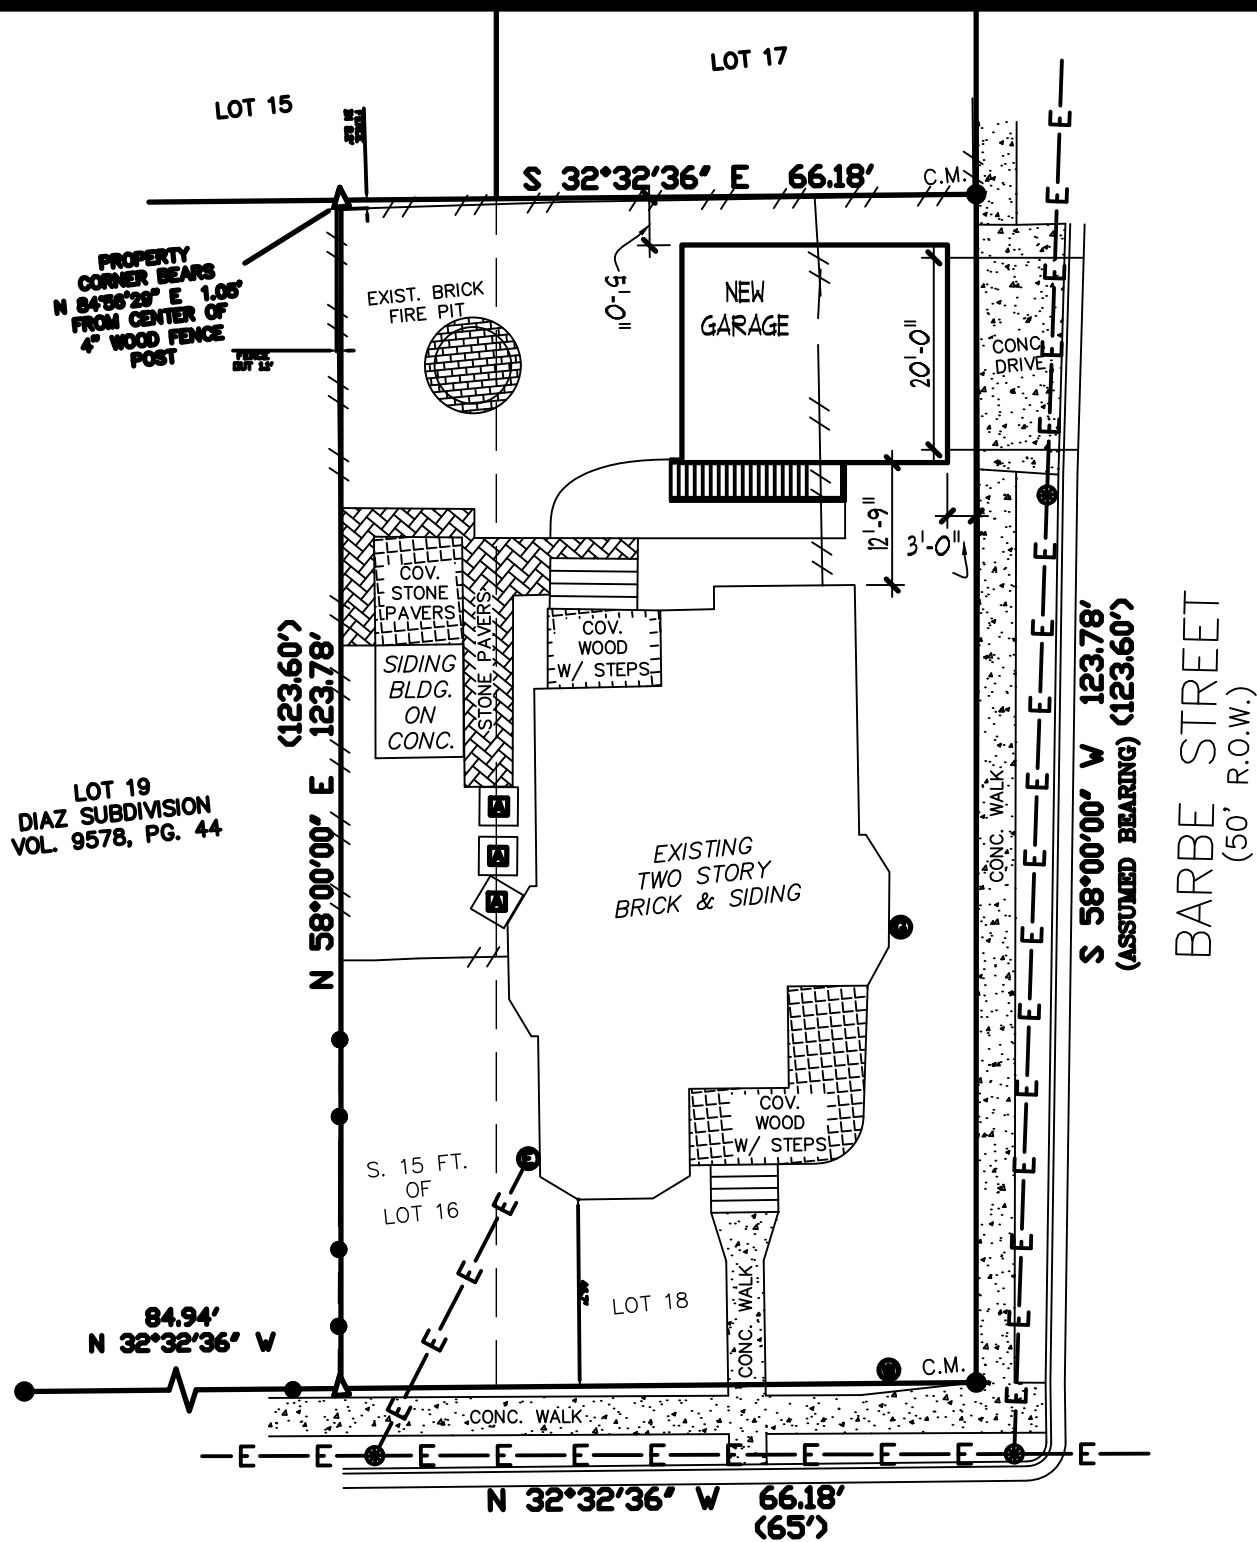 LOT 17
LOT 15
S 32°32'36" E 66.18'
C.M.
PROPERTY
CORNER BEARS
N 84°56'29" E 1.05'
FROM CENTER OF
4" WOOD FENCE
POST
EXIST. BRICK
FIRE PIT
5'-0"
NEW
GARAGE
20'-0"
CONC.
DRIVE
FENCE
OUT 1.1'
12'-9"
3'-0"
COV.
STONE
PAVERS
STONE PAVERS
COV.
WOOD
W/ STEPS
SIDING
BLDG.
ON
CONC.
(123.60')
N 58°00'00" E 123.78'
LOT 19
DIAZ SUBDIVISION
VOL. 9578, PG. 44
A
A
A
EXISTING
TWO STORY
BRICK & SIDING
CONC. WALK
S 58°00'00" W 123.78'
(ASSUMED BEARING) (123.60')
BARBE STREET
(50' R.O.W.)
COV.
WOOD
W/ STEPS
S. 15 FT.
OF
LOT 16
E
LOT 18
CONC. WALK
C.M.
84.94'
N 32°32'36" W
CONC. WALK
E E E E E E E E E E E E
N 32°32'36" W 66.18'
(65')